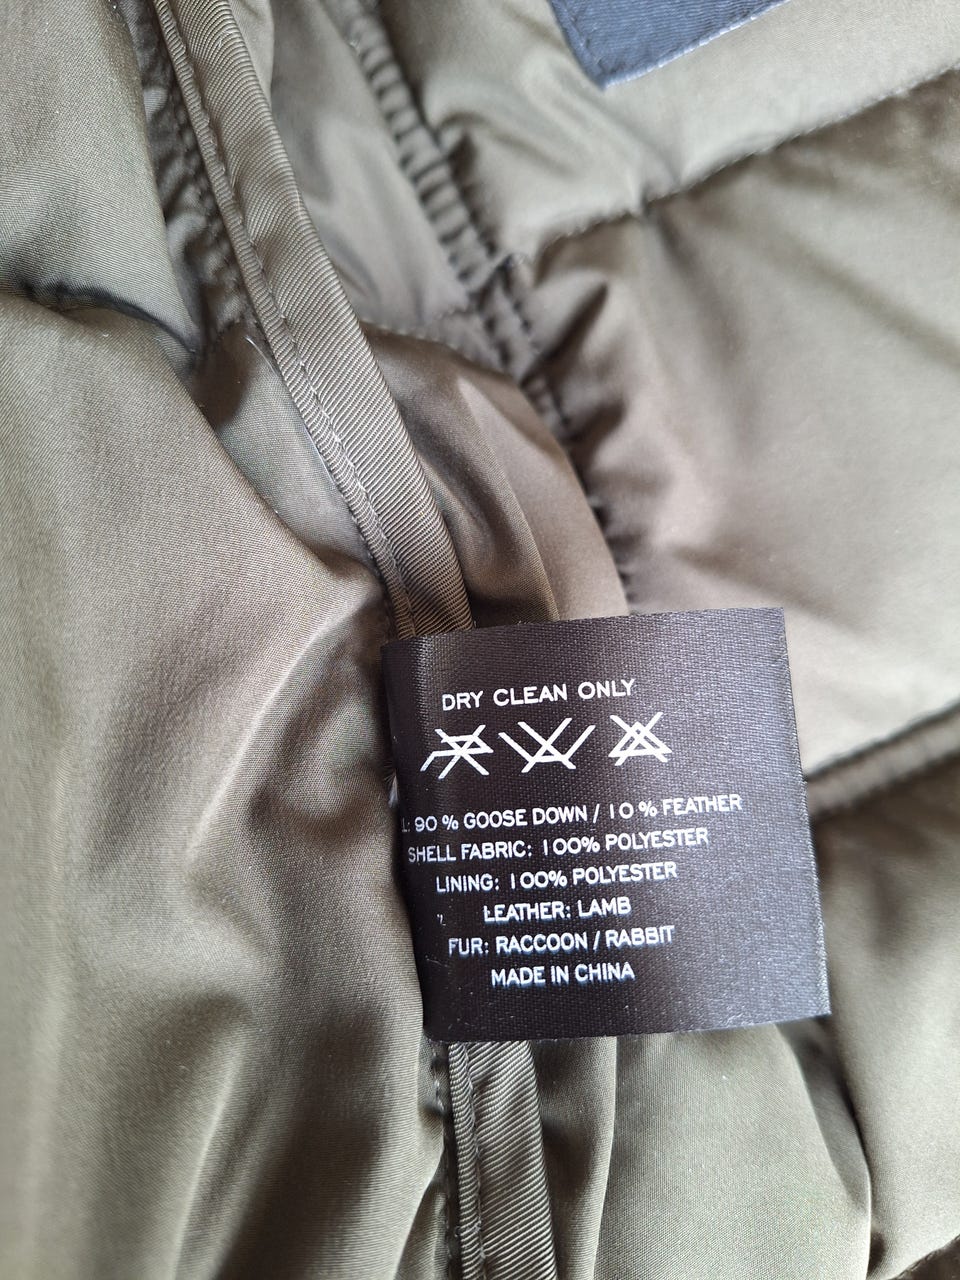 DRY CLEAN ONLY
L: 90 % GOOSE DOWN / 10 % FEATHER
SHELL FABRIC: 100% POLYESTER
LINING: 100% POLYESTER
LEATHER: LAMB
FUR: RACCOON / RABBIT
MADE IN CHINA